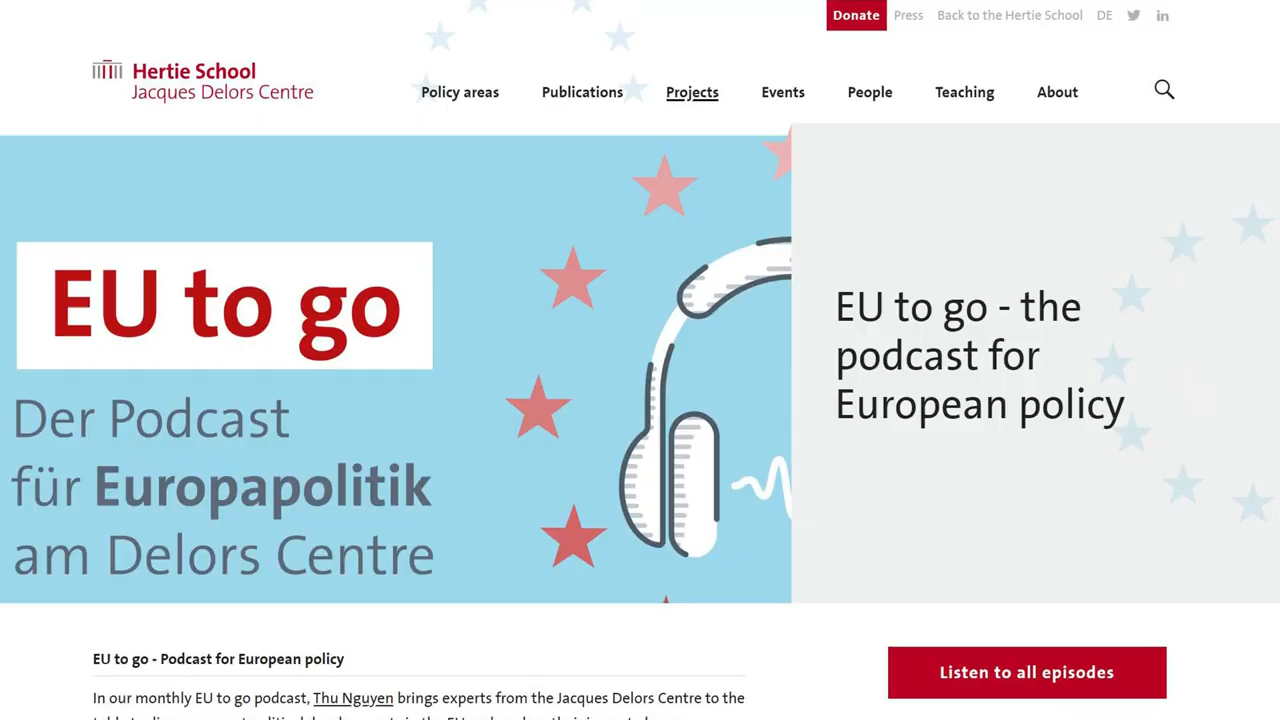 Donate Press Back to the Hertie School DE
Hertie School
Jacques Delors Centre
Policy areas Publications Projects Events People Teaching About
EU to go
Der Podcast
für Europapolitik
am Delors Centre
EU to go - the
podcast for
European policy
EU to go - Podcast for European policy
In our monthly EU to go podcast, Thu Nguyen brings experts from the Jacques Delors Centre to the
Listen to all episodes